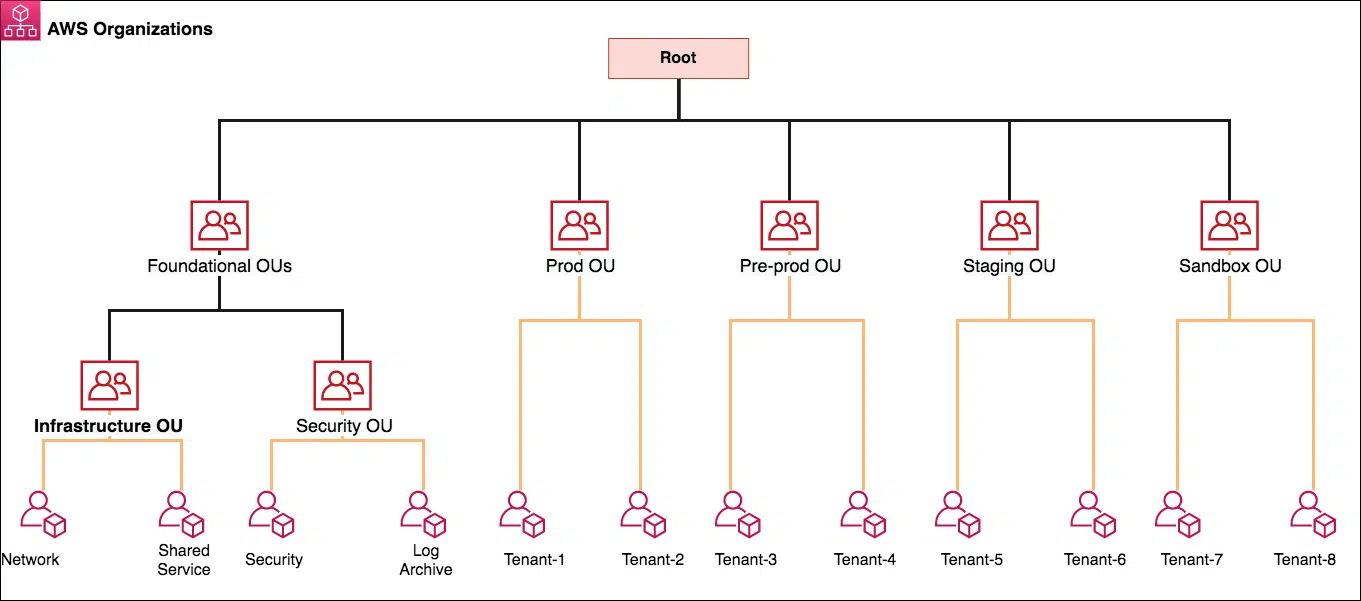 AWS Organizations
Root
Foundational OUs
Prod OU
Pre-prod OU
Staging OU
Sandbox OU
Infrastructure OU
Security OU
Network
Shared
Service
Security
Log
Archive
Tenant-1
Tenant-2
Tenant-3
Tenant-4
Tenant-5
Tenant-6
Tenant-7
Tenant-8